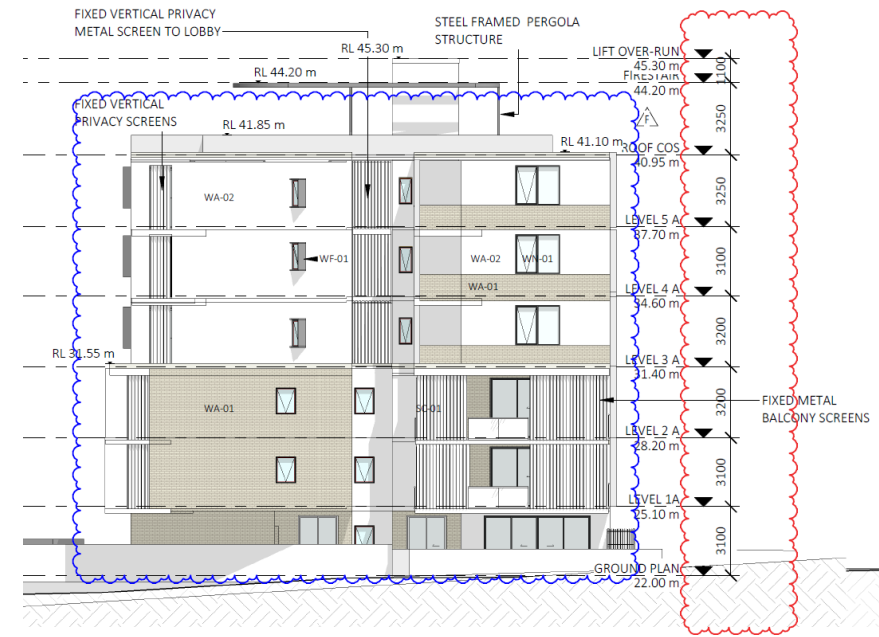 FIXED VERTICAL PRIVACY
METAL SCREEN TO LOBBY
STEEL FRAMED PERGOLA
STRUCTURE
RL 45.30 m
LIFT OVER-RUN
45.30 m
1100
RL 44.20 m
FIRESTAIR
44.20 m
FIXED VERTICAL
PRIVACY SCREENS
F
3250
RL 41.85 m
RL 41.10 m
ROOF COS
40.95 m
WA-02
3250
LEVEL 5 A
37.70 m
WF-01
WA-02
WN-01
3100
WA-01
LEVEL 4 A
34.60 m
3200
RL 31.55 m
LEVEL 3 A
31.40 m
WA-01
SC-01
3200
FIXED METAL
BALCONY SCREENS
LEVEL 2 A
28.20 m
3100
LEVEL 1A
25.10 m
3100
GROUND PLAN
22.00 m